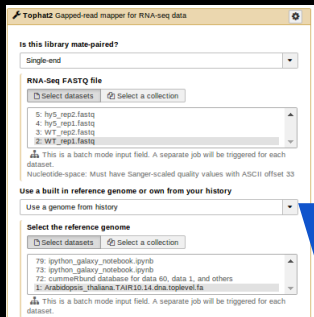 Tophat2 Gapped-read mapper for RNA-seq data
Is this library mate-paired?
Single-end
RNA-Seq FASTQ file
Select datasets Select a collection
5: hy5_rep2.fastq
4: hy5_rep1.fastq
3: WT_rep2.fastq
2: WT_rep1.fastq
This is a batch mode input field. A separate job will be triggered for each
dataset.
Nucleotide-space: Must have Sanger-scaled quality values with ASCII offset 33
Use a built in reference genome or own from your history
Use a genome from history
Select the reference genome
Select datasets Select a collection
79: ipython_galaxy_notebook.ipynb
73: ipython_galaxy_notebook.ipynb
72: cummeRbund database for data 60, data 1, and others
1: Arabidopsis_thaliana.TAIR10.14.dna.toplevel.fa
This is a batch mode input field. A separate job will be triggered for each
dataset.